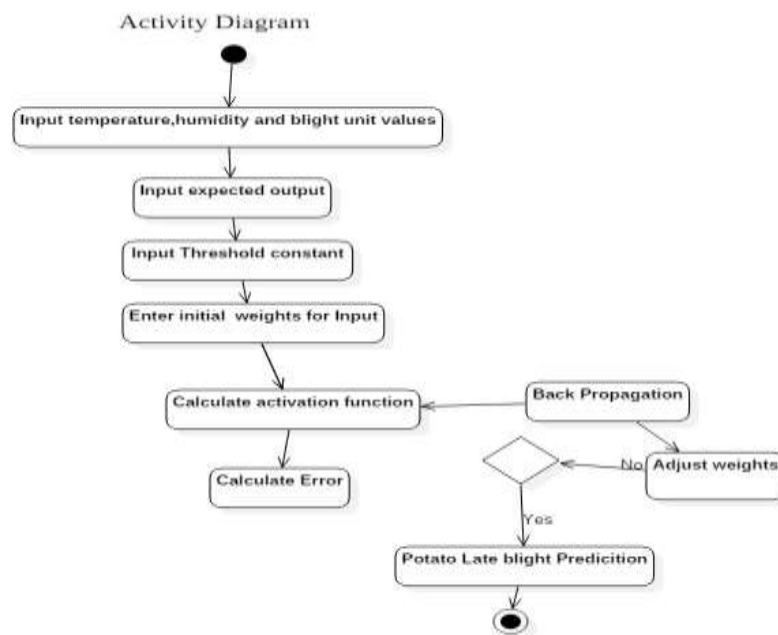 Activity Diagram
Input temperature,humidity and blight unit values
Input expected output
Input Threshold constant
Enter initial weights for Input
Calculate activation function
Back Propagation
Calculate Error
No
Adjust weights
Yes
Potato Late blight Predicition